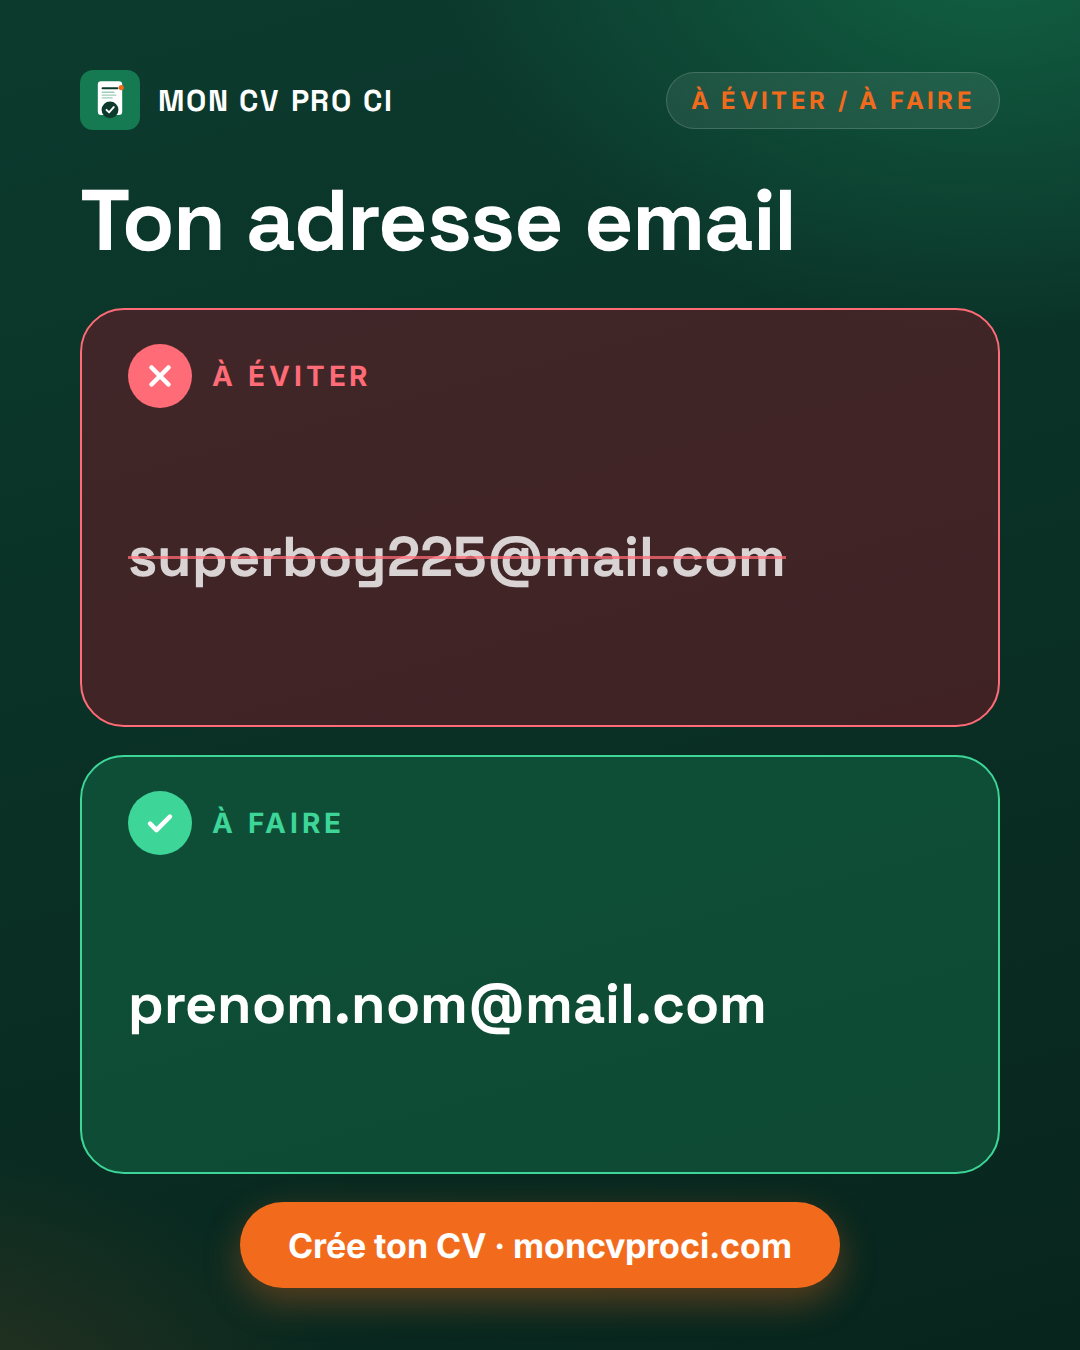 MON CV PRO CI
À ÉVITER / À FAIRE
Ton adresse email
À ÉVITER
superboy225@mail.com
À FAIRE
prenom.nom@mail.com
Crée ton CV · moncvproci.com